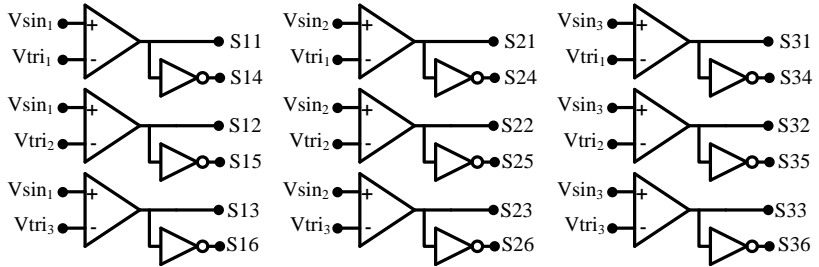 Vsin1 + S11 Vsin2 + S21 Vsin3 + S31
Vtri1 - S14 Vtri1 - S24 Vtri1 - S34
Vsin1 + S12 Vsin2 + S22 Vsin3 + S32
Vtri2 - S15 Vtri2 - S25 Vtri2 - S35
Vsin1 + S13 Vsin2 + S23 Vsin3 + S33
Vtri3 - S16 Vtri3 - S26 Vtri3 - S36